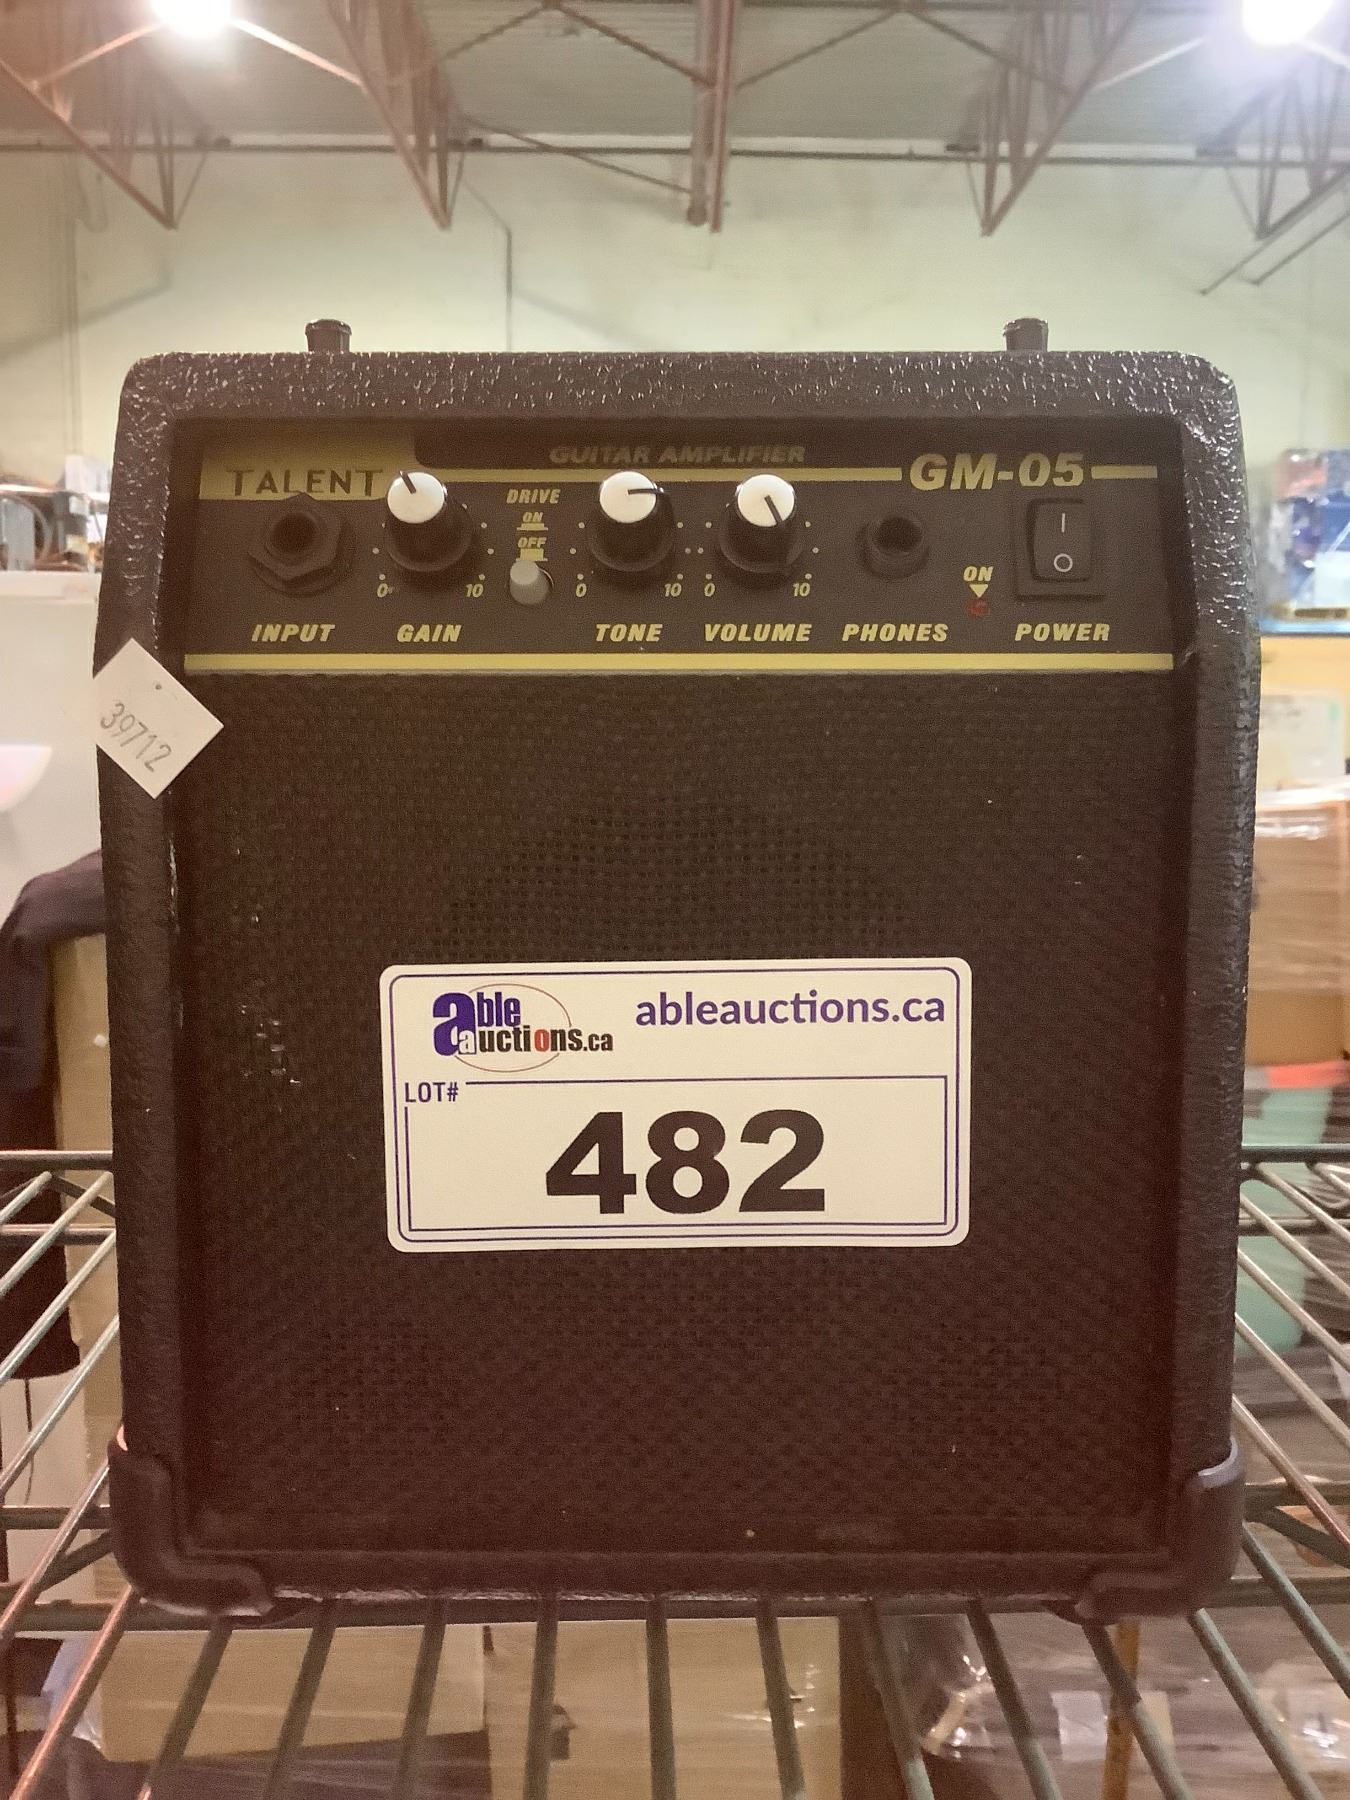 GUITAR AMPLIFIER
TALENT
GM-05
DRIVE
ON
OFF
0 10
0 10
0 10
ON
I
O
INPUT GAIN TONE VOLUME PHONES POWER
39712
able auctions.ca
ableauctions.ca
LOT#
482